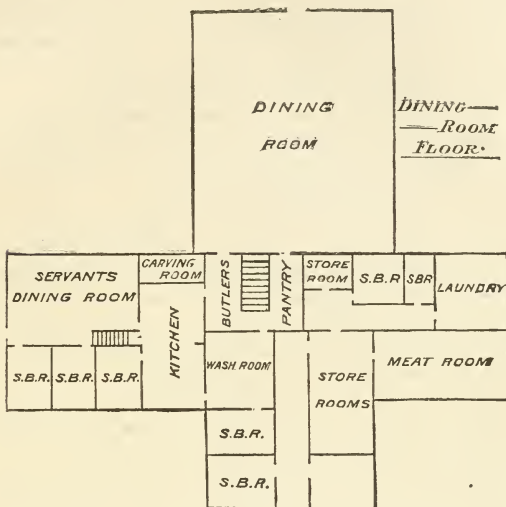 DINING
ROOM
DINING
ROOM
FLOOR.
CARVING
ROOM
SERVANTS
DINING ROOM
KITCHEN
BUTLERS
PANTRY
STORE
ROOM
S.B.R
SBR
LAUNDRY
S.B.R.
S.B.R.
S.B.R.
WASH ROOM
STORE
ROOMS
MEAT ROOM
S.B.R.
S.B.R.